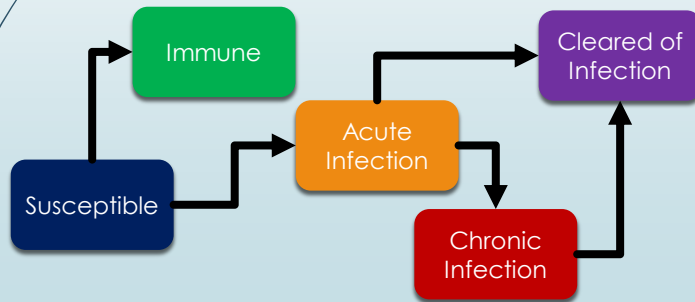 Immune
Cleared of
Infection
Acute
Infection
Susceptible
Chronic
Infection